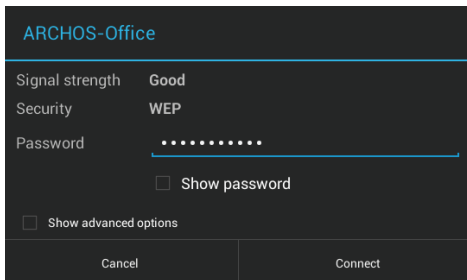 ARCHOS-Office
Signal strength Good
Security WEP
Password •••••••••••
Show password
Show advanced options
Cancel Connect